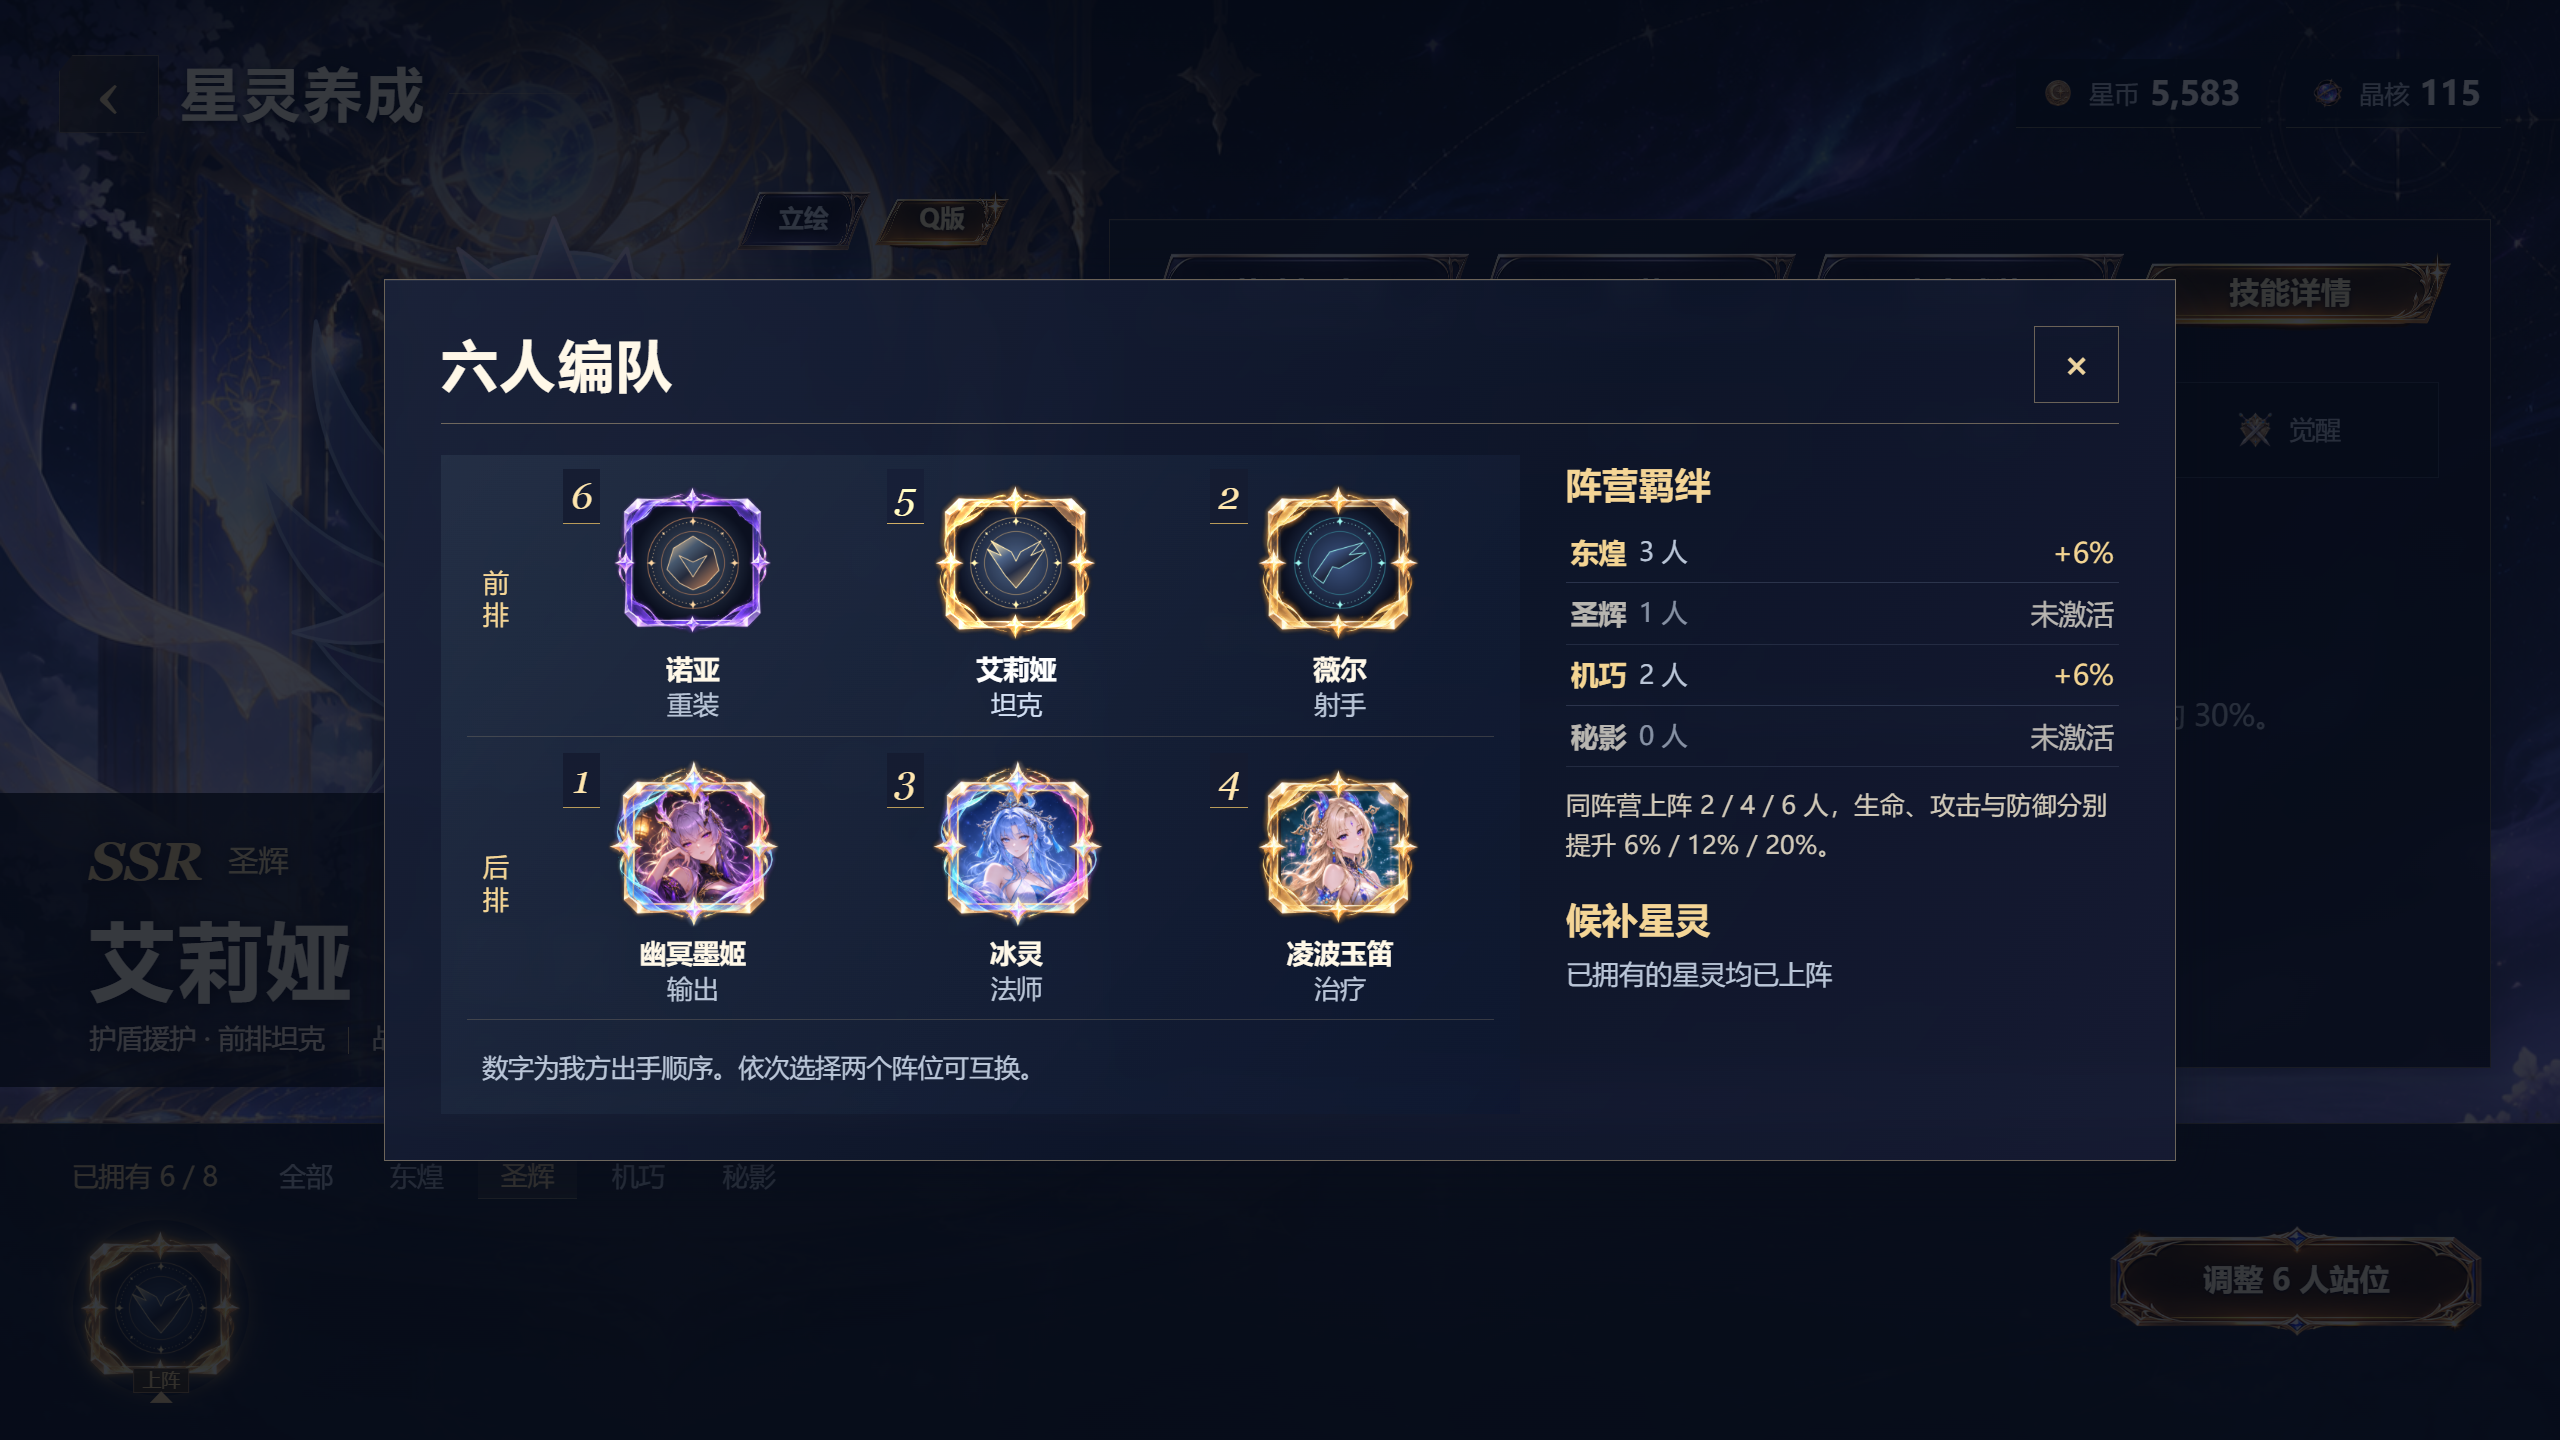 星灵养成
星币 5,583
晶核 115
立绘
Q版
技能详情
六人编队
×
觉醒
6
5
2
前排
诺亚
重装
艾莉娅
坦克
薇尔
射手
1
3
4
后排
幽冥墨姬
输出
冰灵
法师
凌波玉笛
治疗
数字为我方出手顺序。依次选择两个阵位可互换。
阵营羁绊
东煌 3 人 +6%
圣辉 1 人 未激活
机巧 2 人 +6%
秘影 0 人 未激活
同阵营上阵 2 / 4 / 6 人，生命、攻击与防御分别
提升 6% / 12% / 20%。
候补星灵
已拥有的星灵均已上阵
30%。
SSR 圣辉
艾莉娅
护盾援护 · 前排坦克
已拥有 6 / 8 全部 东煌 圣辉 机巧 秘影
上阵
调整 6 人站位